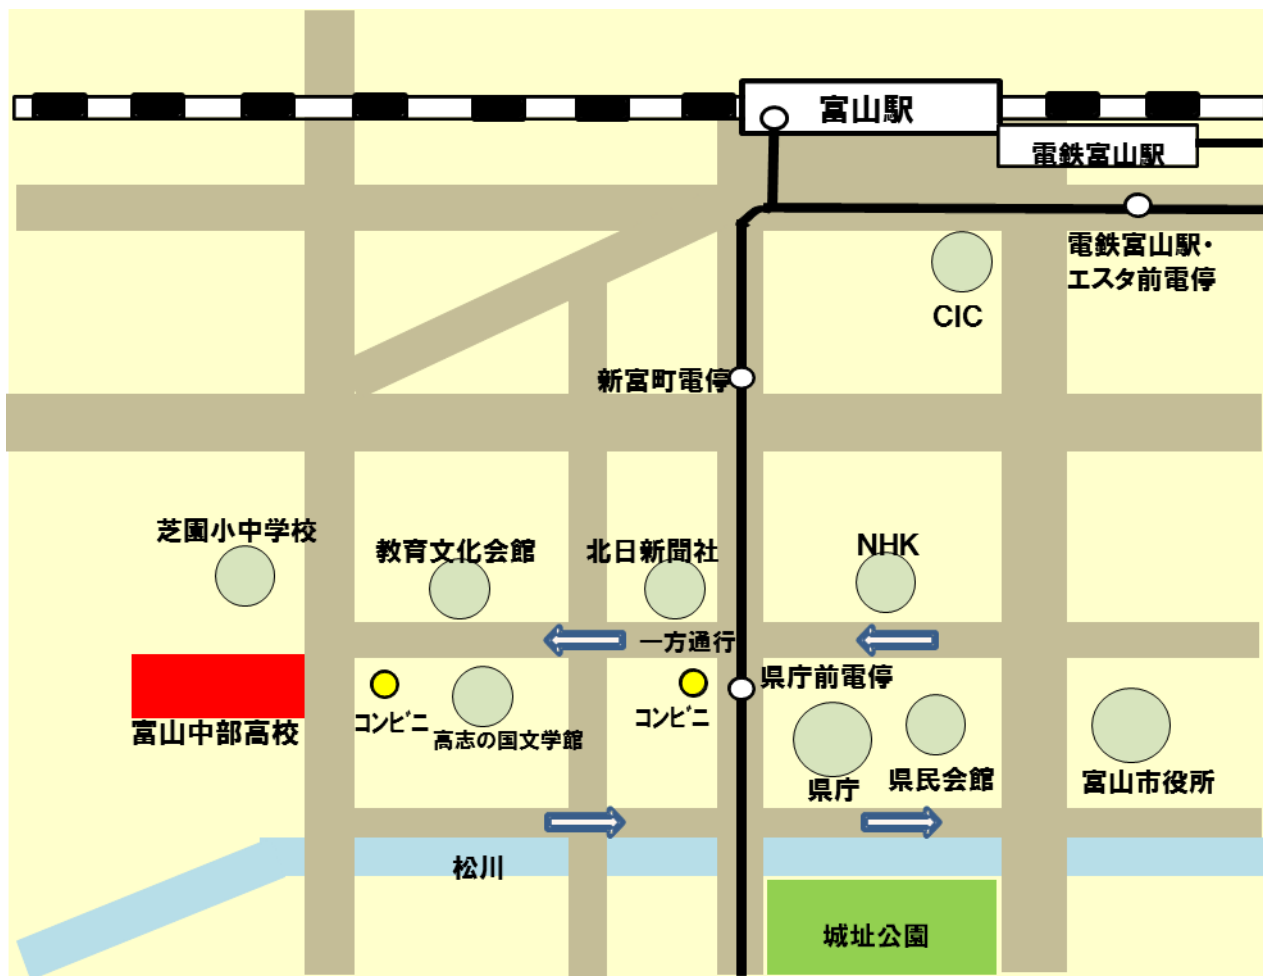 富山駅
電鉄富山駅
電鉄富山駅・
エスタ前電停
CIC
新富町電停
芝園小中学校
教育文化会館
北日新聞社
NHK
一方通行
県庁前電停
富山中部高校
コンビニ
高志の国文学館
コンビニ
県庁
県民会館
富山市役所
松川
城址公園